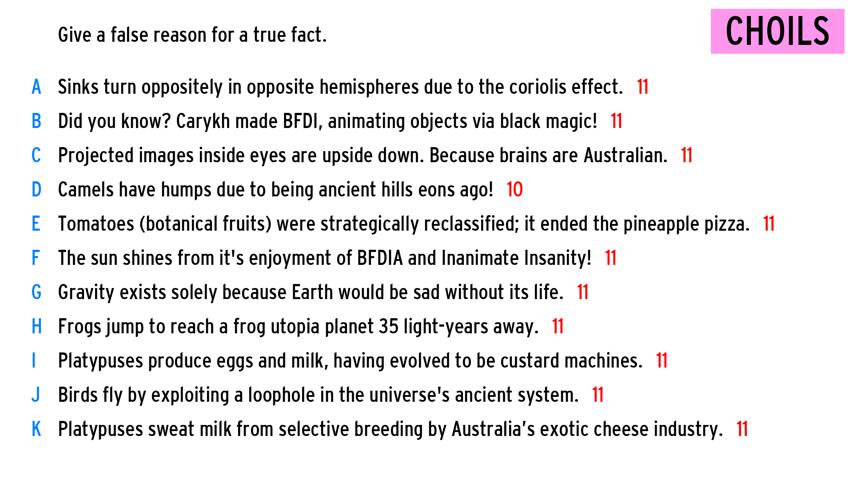 Give a false reason for a true fact.
CHOILS
A Sinks turn oppositely in opposite hemispheres due to the coriolis effect. 11
B Did you know? Carykh made BFDI, animating objects via black magic! 11
C Projected images inside eyes are upside down. Because brains are Australian. 11
D Camels have humps due to being ancient hills eons ago! 10
E Tomatoes (botanical fruits) were strategically reclassified; it ended the pineapple pizza. 11
F The sun shines from it's enjoyment of BFDIA and Inanimate Insanity! 11
G Gravity exists solely because Earth would be sad without its life. 11
H Frogs jump to reach a frog utopia planet 35 light-years away. 11
I Platypuses produce eggs and milk, having evolved to be custard machines. 11
J Birds fly by exploiting a loophole in the universe's ancient system. 11
K Platypuses sweat milk from selective breeding by Australia’s exotic cheese industry. 11